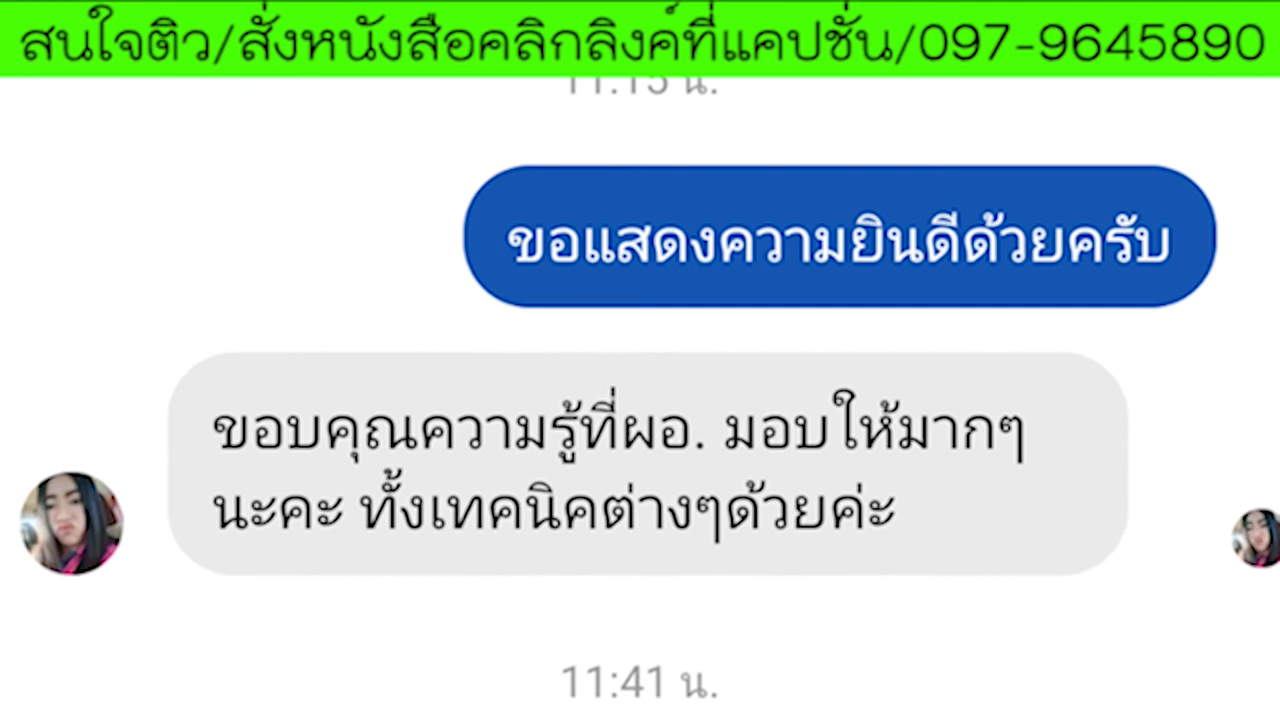 สนใจติว/สั่งหนังสือคลิกลิงค์ที่แคปชั่น/097-9645890
11:15 น.
ขอแสดงความยินดีด้วยครับ
ขอบคุณความรู้ที่ผอ. มอบให้มากๆ
นะคะ ทั้งเทคนิคต่างๆด้วยค่ะ
11:41 น.